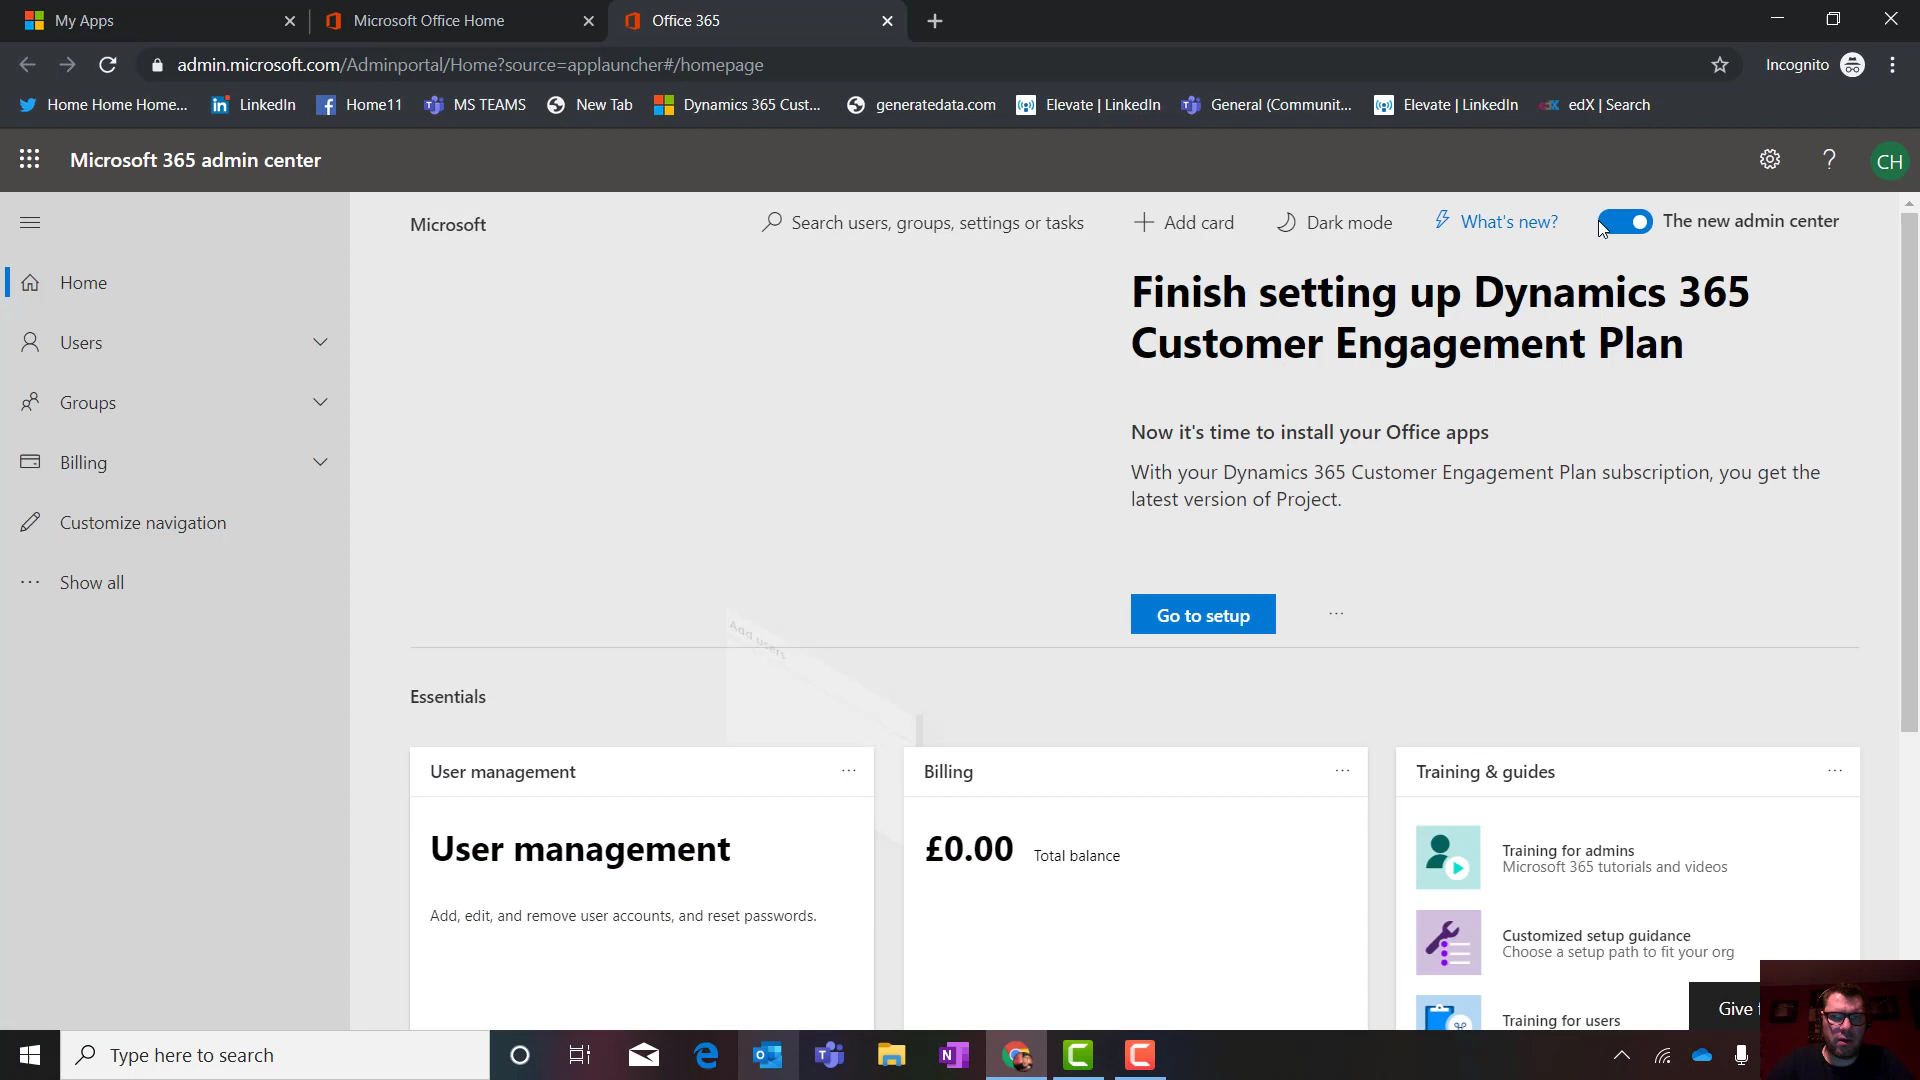 My Apps
Microsoft Office Home
Office 365
admin.microsoft.com/Adminportal/Home?source=applauncher#/homepage
Incognito
Home Home Home...
LinkedIn
Home11
MS TEAMS
New Tab
Dynamics 365 Cust...
generatedata.com
Elevate | LinkedIn
General (Communit...
Elevate | LinkedIn
edX | Search
Microsoft 365 admin center
CH
Microsoft
Search users, groups, settings or tasks
Add card
Dark mode
What's new?
The new admin center
Home
Users
Groups
Billing
Customize navigation
Show all
Finish setting up Dynamics 365
Customer Engagement Plan
Now it's time to install your Office apps
With your Dynamics 365 Customer Engagement Plan subscription, you get the
latest version of Project.
Go to setup
Add users
Essentials
User management
User management
Add, edit, and remove user accounts, and reset passwords.
Billing
£0.00 Total balance
Training & guides
Training for admins
Microsoft 365 tutorials and videos
Customized setup guidance
Choose a setup path to fit your org
Training for users
Give
Type here to search